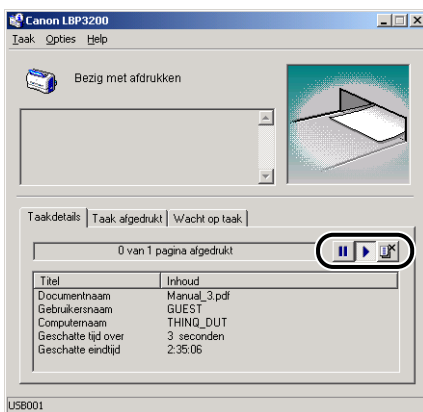 Canon LBP3200
Taak Opties Help
Bezig met afdrukken
Taakdetails Taak afgedrukt Wacht op taak
0 van 1 pagina afgedrukt
Titel Inhoud
Documentnaam Manual_3.pdf
Gebruikersnaam GUEST
Computernaam THINQ_DUT
Geschatte tijd over 3 seconden
Geschatte eindtijd 2:35:06
USB001